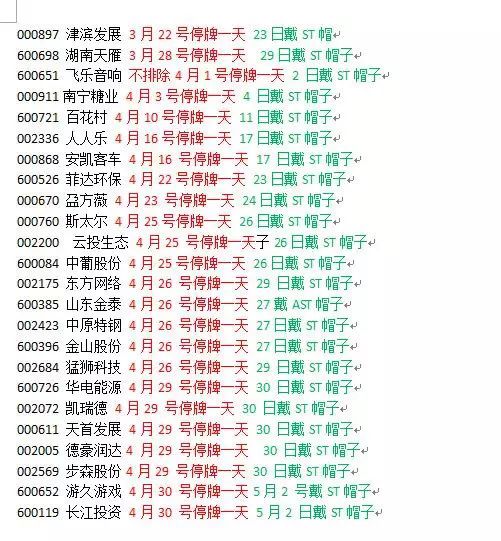 000897 津滨发展 3 月 22 号停牌一天 23 日戴 ST 帽
600698 湖南天雁 3 月 28 号停牌一天 29 日戴 ST 帽子
600651 飞乐音响 不排除 4 月 1 号停牌一天 2 日戴 ST 帽子
000911 南宁糖业 4 月 3 号停牌一天 4 日戴 ST 帽子
600721 百花村 4 月 10 号停牌一天 11 日戴 ST 帽子
002336 人人乐 4 月 16 号停牌一天 17 日戴 ST 帽子
000868 安凯客车 4 月 16 号停牌一天 17 日戴 ST 帽子
600526 菲达环保 4 月 22 号停牌一天 23 日戴 ST 帽子
000670 盈方薇 4 月 23 号停牌一天 24 日戴 ST 帽子
000760 斯太尔 4 月 25 号停牌一天 26 日戴 ST 帽子
002200 云投生态 4 月 25 号停牌一天子 26 日戴 ST 帽子
600084 中葡股份 4 月 25 号停牌一天 26 日戴 ST 帽子
002175 东方网络 4 月 26 号停牌一天 29 日戴 ST 帽子
600385 山东金泰 4 月 26 号停牌一天 27 戴 AST 帽子
002423 中原特钢 4 月 26 号停牌一天 27 日戴 ST 帽子
600396 金山股份 4 月 26 号停牌一天 27 日戴 ST 帽子
002684 猛狮科技 4 月 26 号停牌一天 29 日戴 ST 帽子
600726 华电能源 4 月 29 号停牌一天 30 日戴 ST 帽子
002072 凯瑞德 4 月 29 号停牌一天 30 日戴 ST 帽子
000611 天首发展 4 月 29 号停牌一天 30 日戴 ST 帽子
002005 德豪润达 4 月 29 号停牌一天 30 日戴 ST 帽子
002569 步森股份 4 月 29 号停牌一天 30 日戴 ST 帽子
600652 游久游戏 4 月 30 号停牌一天 5 月 2 号戴 ST 帽子
600119 长江投资 4 月 30 号停牌一天 5 月 2 日戴 ST 帽子